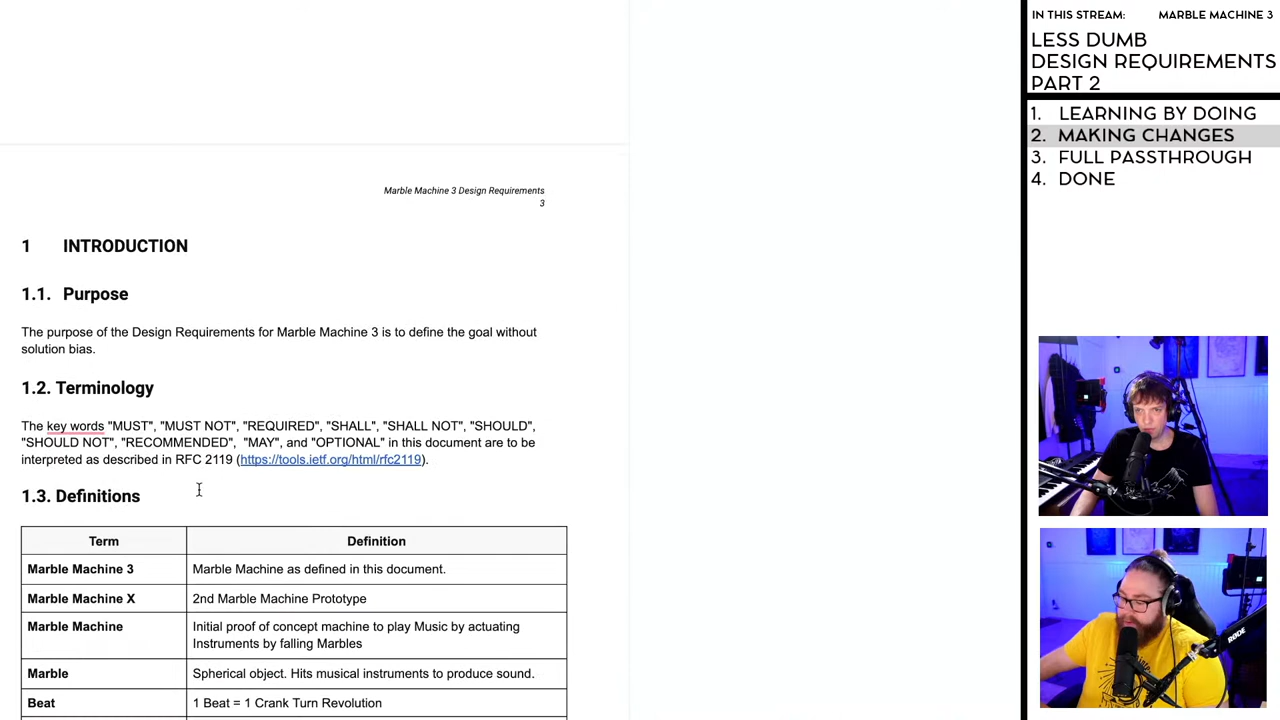 Marble Machine 3 Design Requirements
3
1 INTRODUCTION
1.1. Purpose
The purpose of the Design Requirements for Marble Machine 3 is to define the goal without
solution bias.
1.2. Terminology
The key words "MUST", "MUST NOT", "REQUIRED", "SHALL", "SHALL NOT", "SHOULD",
"SHOULD NOT", "RECOMMENDED", "MAY", and "OPTIONAL" in this document are to be
interpreted as described in RFC 2119 (https://tools.ietf.org/html/rfc2119).
1.3. Definitions
Term Definition
Marble Machine 3 Marble Machine as defined in this document.
Marble Machine X 2nd Marble Machine Prototype
Marble Machine Initial proof of concept machine to play Music by actuating
Instruments by falling Marbles
Marble Spherical object. Hits musical instruments to produce sound.
Beat 1 Beat = 1 Crank Turn Revolution
IN THIS STREAM: MARBLE MACHINE 3
LESS DUMB
DESIGN REQUIREMENTS
PART 2
1. LEARNING BY DOING
2. MAKING CHANGES
3. FULL PASSTHROUGH
4. DONE
RODE